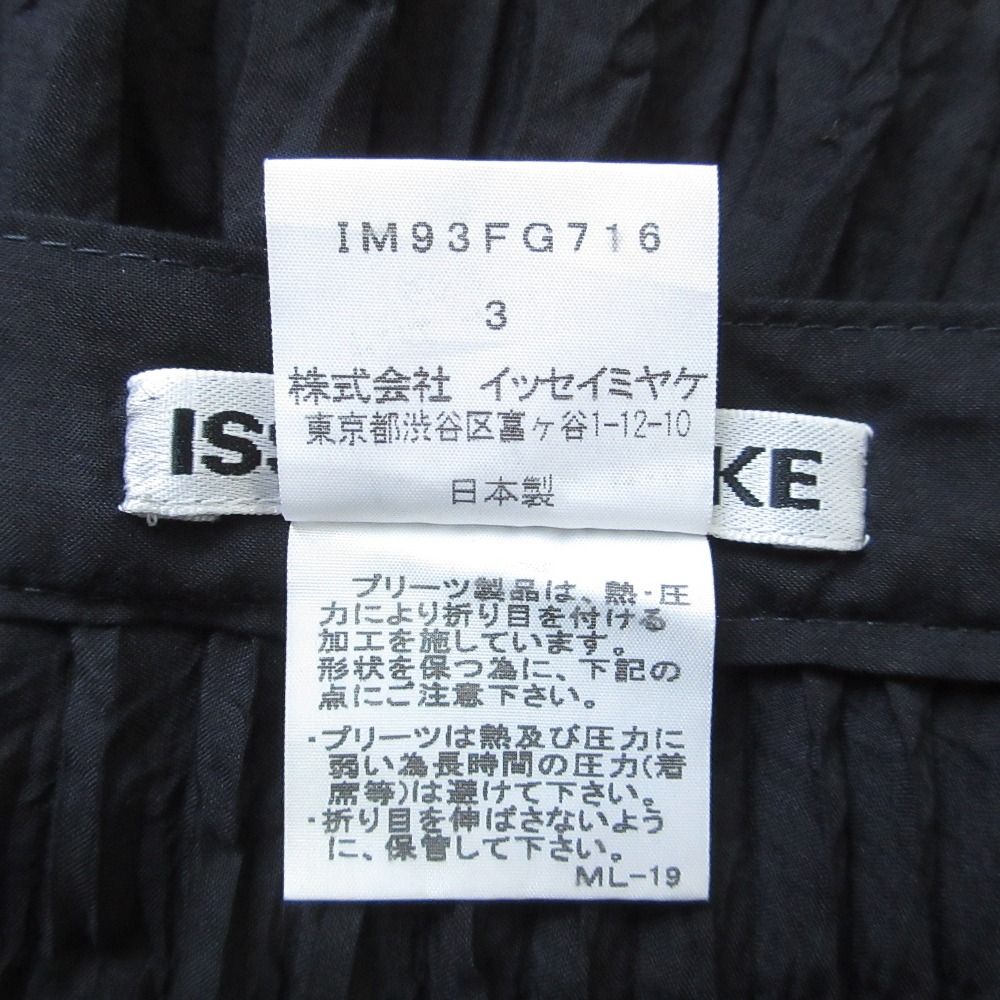 IM93FG716
3
株式会社 イッセイミヤケ
東京都渋谷区富ヶ谷1-12-10
日本製
プリーツ製品は、熱・圧
力により折り目を付ける
加工を施しています。
形状を保つ為に、下記の
点にご注意下さい。
・プリーツは熱及び圧力に
弱い為長時間の圧力(着
席等)は避けて下さい。
・折り目を伸ばさないよう
に、保管して下さい。
ML-19